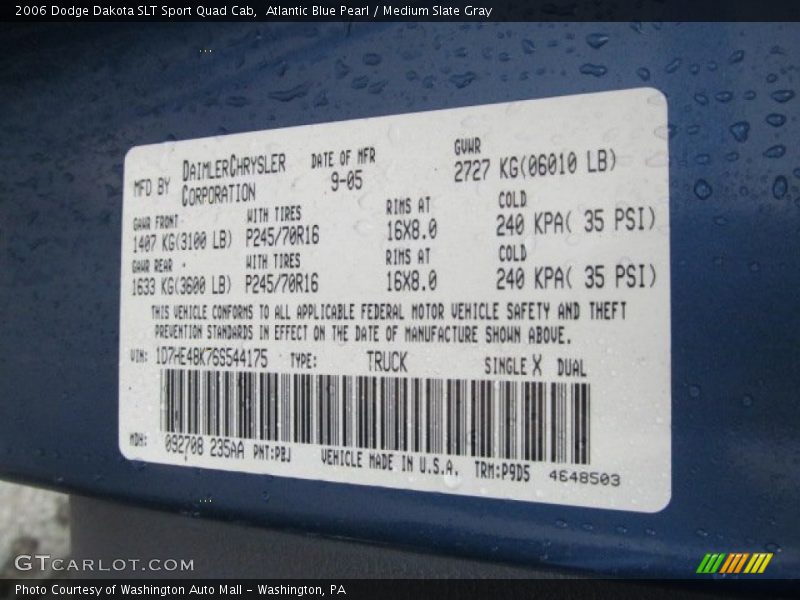 2006 Dodge Dakota SLT Sport Quad Cab,  Atlantic Blue Pearl / Medium Slate Gray
MFD BY DAIMLERCHRYSLER CORPORATION DATE OF MFR 9-05 GVWR 2727 KG(06010 LB)
GAWR FRONT WITH TIRES RIMS AT COLD
1407 KG(3100 LB) P245/70R16 16X8.0 240 KPA( 35 PSI)
GAWR REAR WITH TIRES RIMS AT COLD
1633 KG(3600 LB) P245/70R16 16X8.0 240 KPA( 35 PSI)
THIS VEHICLE CONFORMS TO ALL APPLICABLE FEDERAL MOTOR VEHICLE SAFETY AND THEFT
PREVENTION STANDARDS IN EFFECT ON THE DATE OF MANUFACTURE SHOWN ABOVE.
VIN: 1D7HE48K76S544175 TYPE: TRUCK SINGLE X DUAL
MDH: 092708 235AA PNT:PBJ VEHICLE MADE IN U.S.A. TRM:P9D5 4648503
GTCARLOT.COM
Photo Courtesy of Washington Auto Mall - Washington, PA